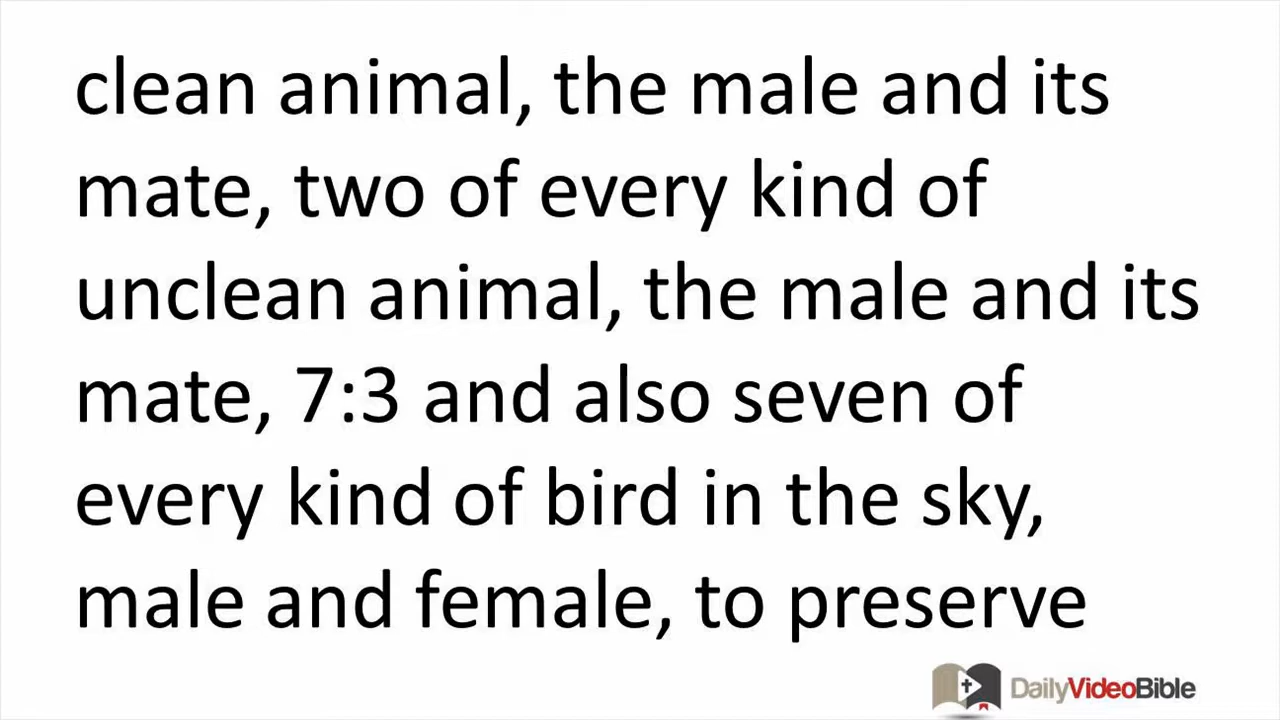 clean animal, the male and its
mate, two of every kind of
unclean animal, the male and its
mate, 7:3 and also seven of
every kind of bird in the sky,
male and female, to preserve
DailyVideoBible